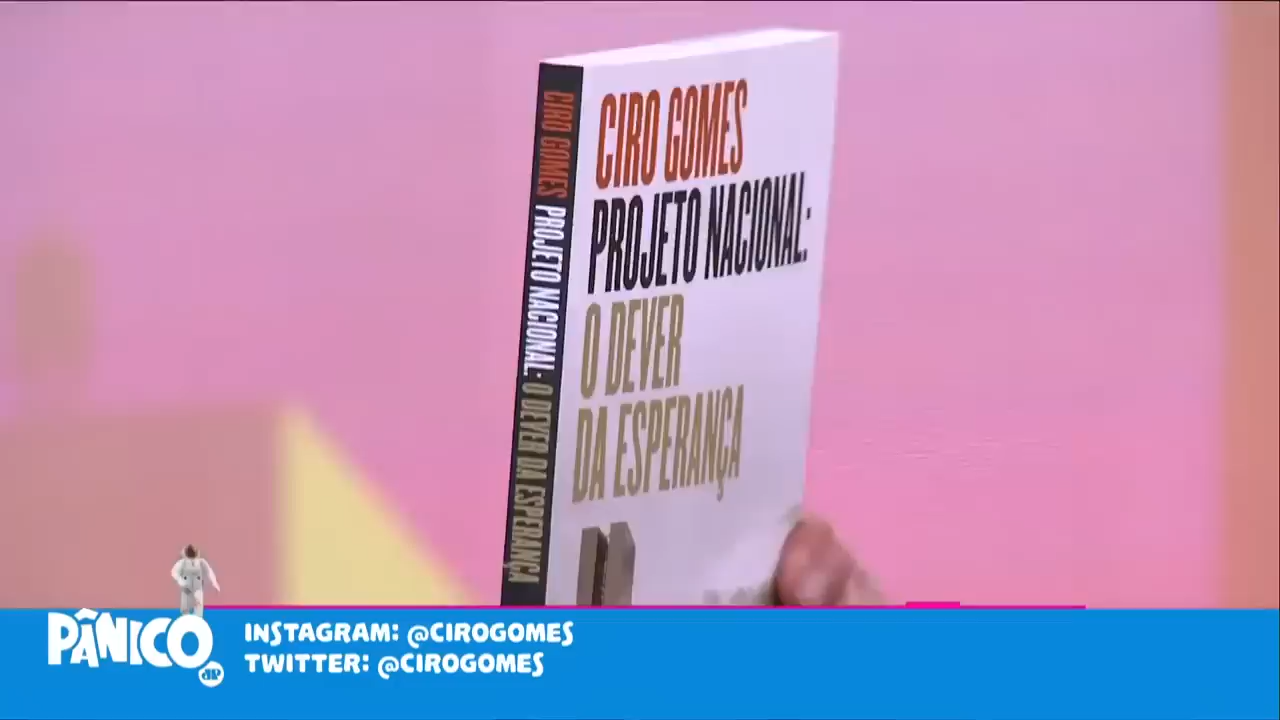 CIRO GOMES
PROJETO NACIONAL:
O DEVER
DA ESPERANÇA
CIRO GOMES PROJETO NACIONAL: O DEVER DA ESPERANÇA
PÂNICO
JP
INSTAGRAM: @CIROGOMES
TWITTER: @CIROGOMES